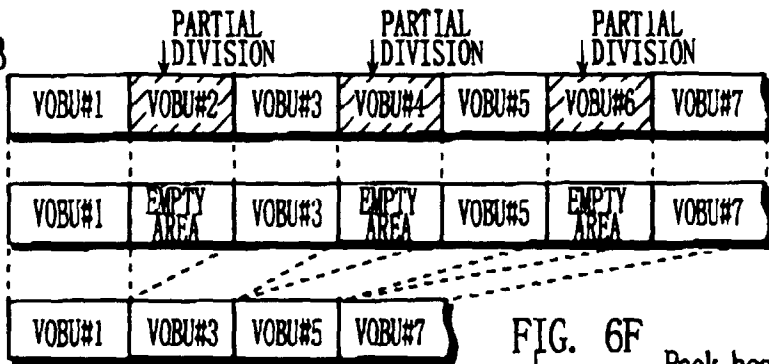 PARTIAL DIVISION PARTIAL DIVISION PARTIAL DIVISION
VOBU#1 VOBU#2 VOBU#3 VOBU#4 VOBU#5 VOBU#6 VOBU#7
VOBU#1 EMPTY AREA VOBU#3 EMPTY AREA VOBU#5 EMPTY AREA VOBU#7
VOBU#1 VOBU#3 VOBU#5 VOBU#7
FIG. 6F